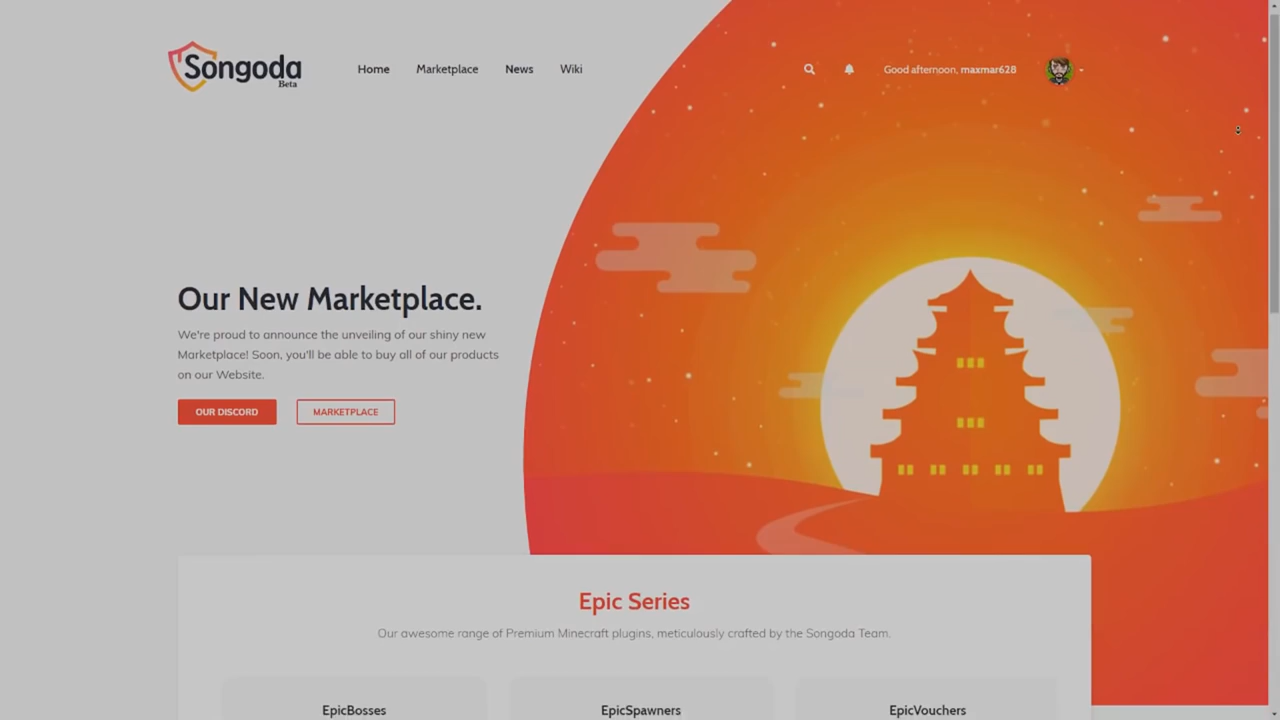 Songoda
Beta
Home
Marketplace
News
Wiki
Good afternoon, maxmar628
Our New Marketplace.
We're proud to announce the unveiling of our shiny new
Marketplace! Soon, you'll be able to buy all of our products
on our Website.
OUR DISCORD
MARKETPLACE
Epic Series
Our awesome range of Premium Minecraft plugins, meticulously crafted by the Songoda Team.
EpicBosses
EpicSpawners
EpicVouchers